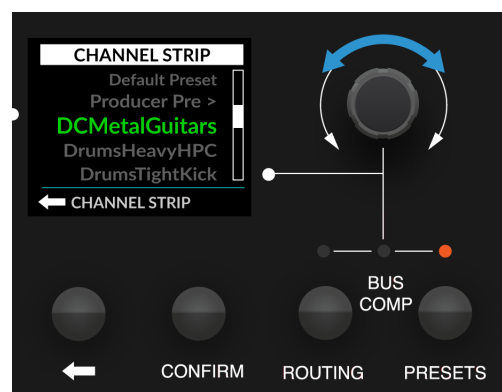 CHANNEL STRIP
Default Preset
Producer Pre >
DCMetalGuitars
DrumsHeavyHPC
DrumsTightKick
CHANNEL STRIP
BUS
COMP
CONFIRM
ROUTING
PRESETS